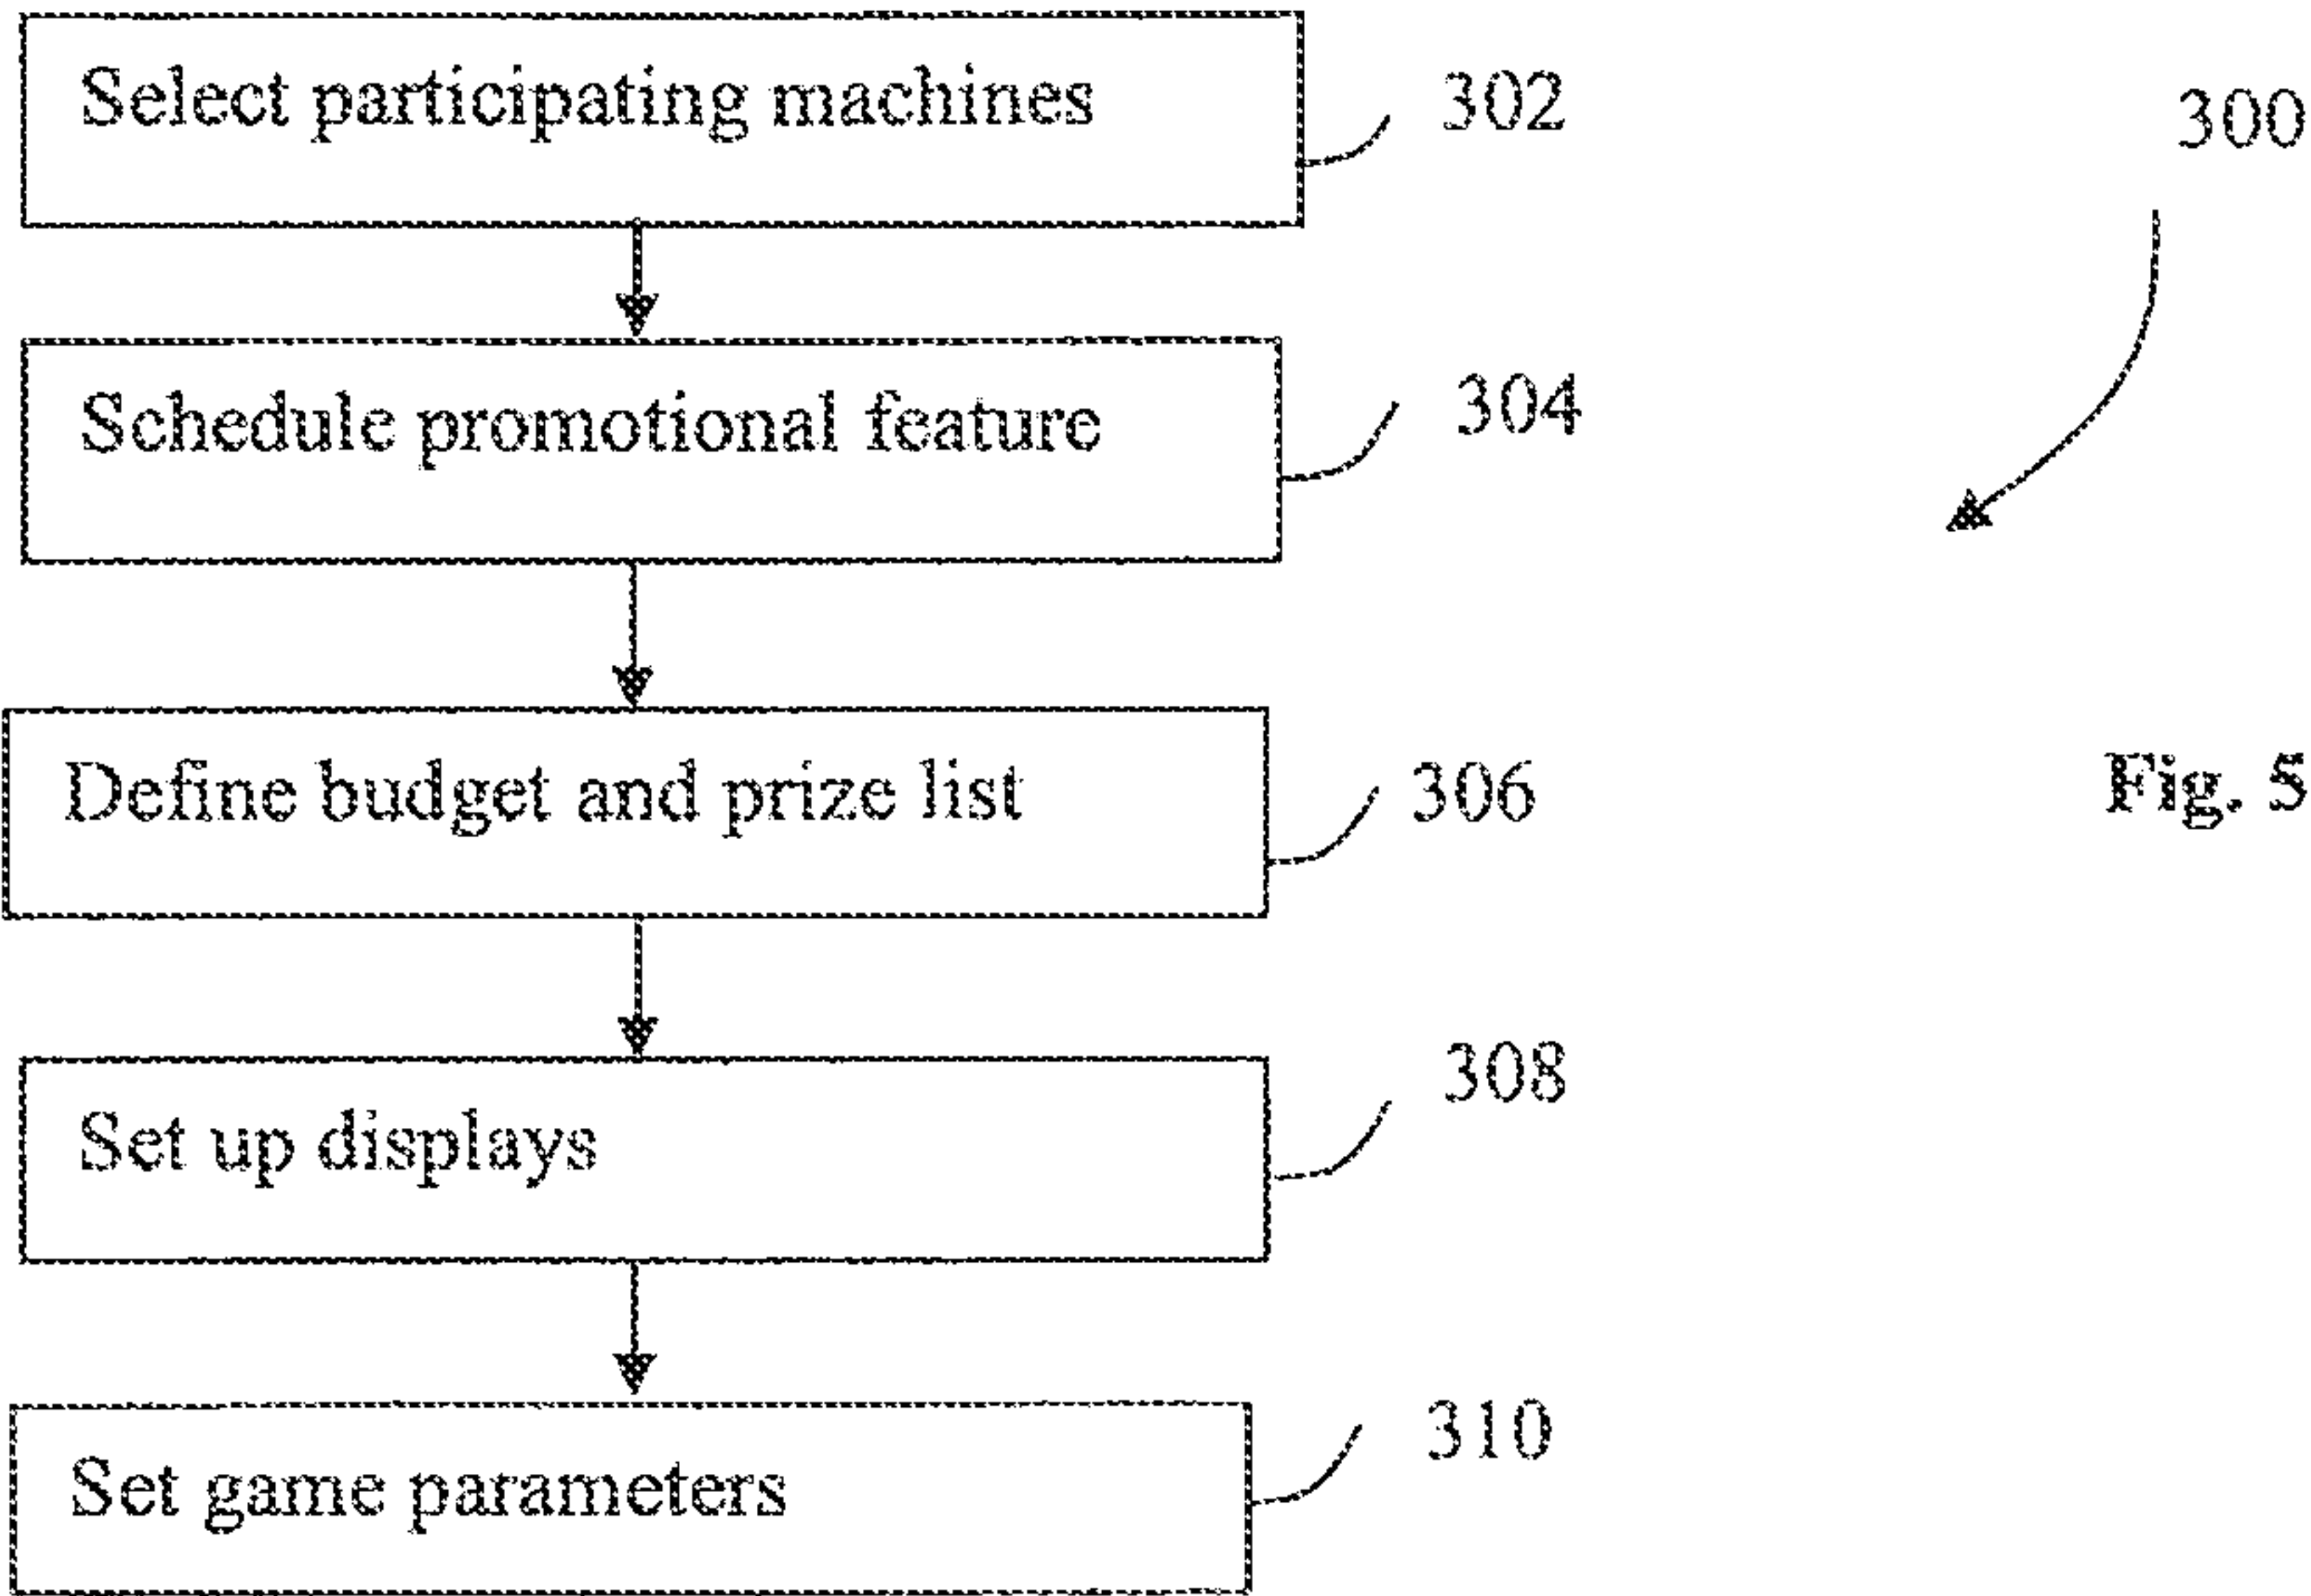 Select participating machines
302
300
Schedule promotional feature
304
Define budget and prize list
306
Fig. 5
Set up displays
308
Set game parameters
310